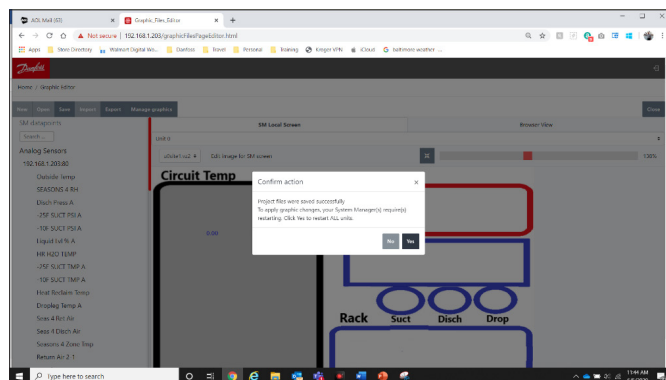 AOL Mail (63)
Graphic_Files_Editor
Not secure | 192.168.1.203/graphicFilesPageEditor.html
Apps
Store Directory
Walmart Digital Wo...
Danfoss
Travel
Personal
Training
Kroger VPN
iCloud
baltimore weather ...
Danfoss
Home / Graphic Editor
New Open Save Import Export Manage graphics
Close
SM datapoints
SM Local Screen
Browser View
Search ...
Unit 0
Analog Sensors
192.168.1.203:80
Edit image for SM screen
130%
Outside Temp
SEASONS 4 RH
Disch Press A
-25F SUCT PSI A
-10F SUCT PSI A
Liquid Lvl % A
HR H2O TEMP
-25F SUCT TMP A
-10F SUCT TMP A
Heat Reclaim Temp
Dropleg Temp A
Seas 4 Ret Air
Seas 4 Disch Air
Seasons 4 Zone Tmp
Return Air 2-1
Circuit Temp
0.00
Confirm action
Project files were saved successfully
To apply graphic changes, your System Manager(s) require(s)
restarting. Click Yes to restart ALL units.
No Yes
Rack Suct Disch Drop
Type here to search
11:44 AM